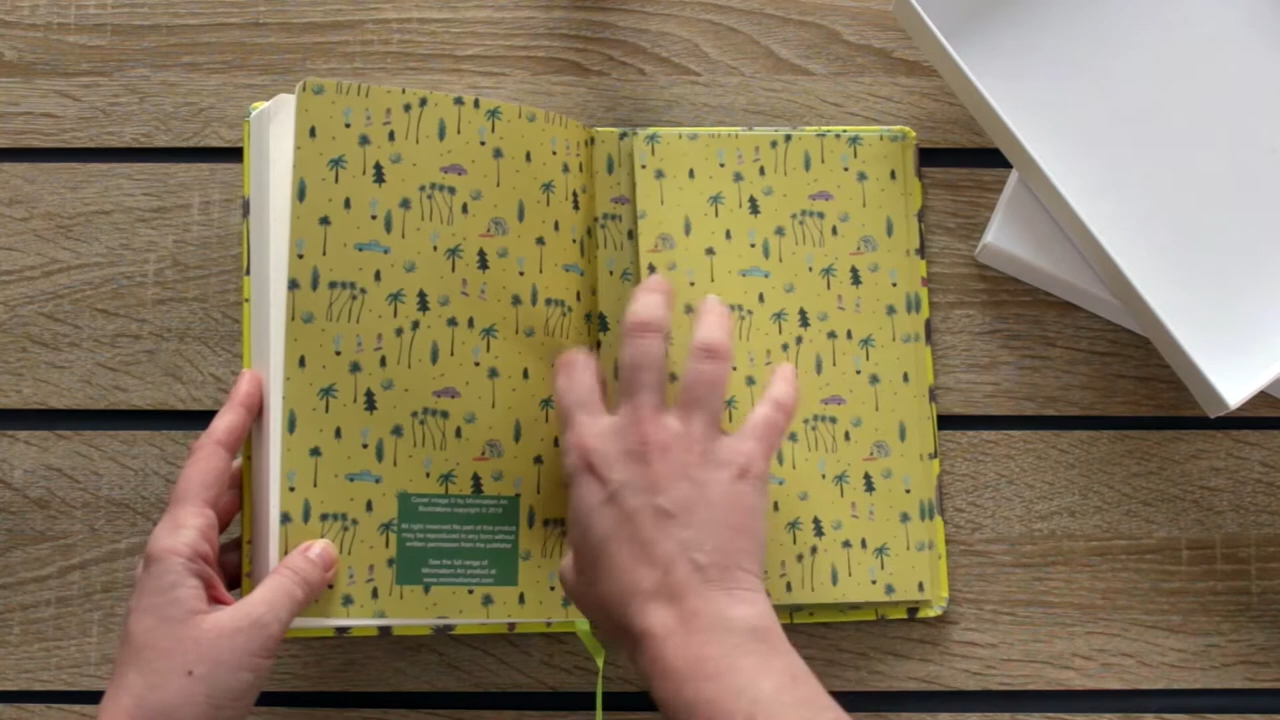 Cover image © by Minimalism Art
Illustrations copyright © 2019
All right reserved No part of this product
may be reproduced in any form without
written permission from the publisher
See the full range of
Minimalism Art product at
www.minimalismart.com